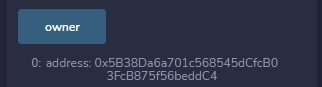 owner
0: address: 0x5B38Da6a701c568545dCfcB0
3FcB875f56beddC4